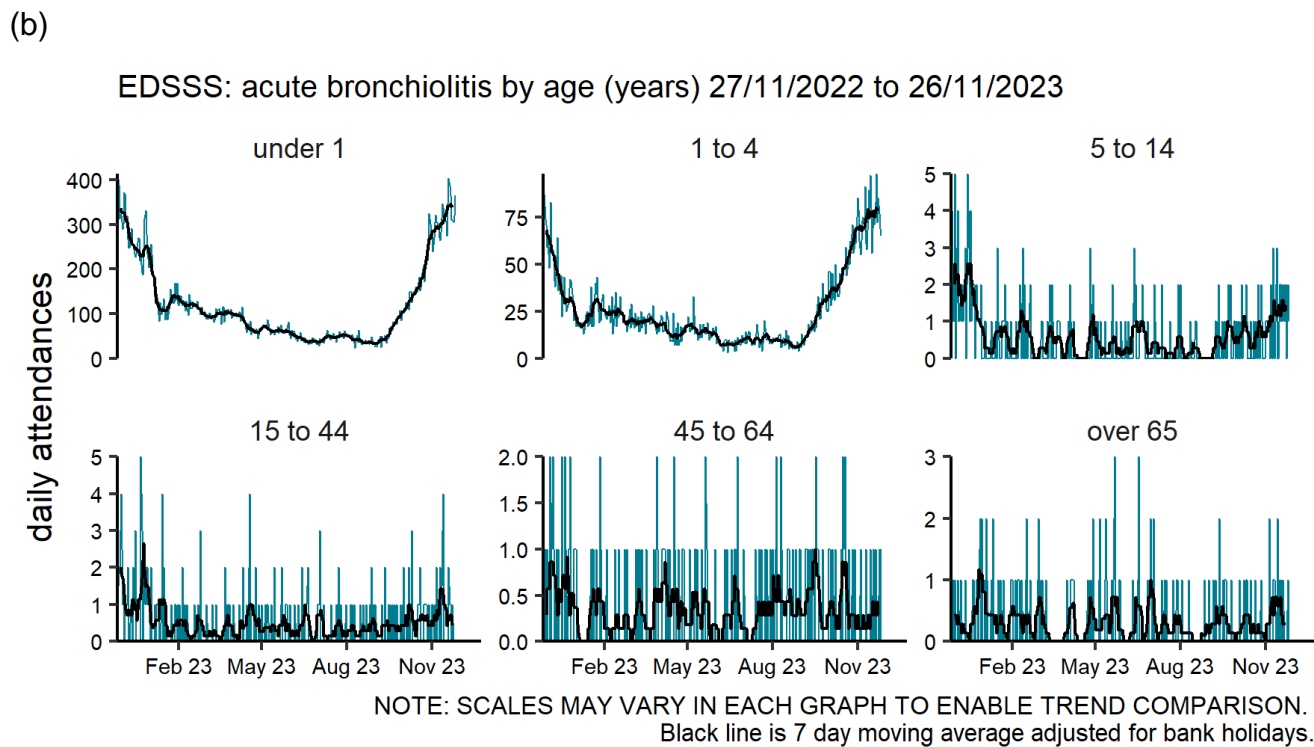 (b)
EDSSS: acute bronchiolitis by age (years) 27/11/2022 to 26/11/2023
daily attendances
under 1
400
300
200
100
0
1 to 4
75
50
25
0
5 to 14
5
4
3
2
1
0
15 to 44
5
4
3
2
1
0
Feb 23 May 23 Aug 23 Nov 23
45 to 64
2.0
1.5
1.0
0.5
0.0
Feb 23 May 23 Aug 23 Nov 23
over 65
3
2
1
0
Feb 23 May 23 Aug 23 Nov 23
NOTE: SCALES MAY VARY IN EACH GRAPH TO ENABLE TREND COMPARISON.
Black line is 7 day moving average adjusted for bank holidays.